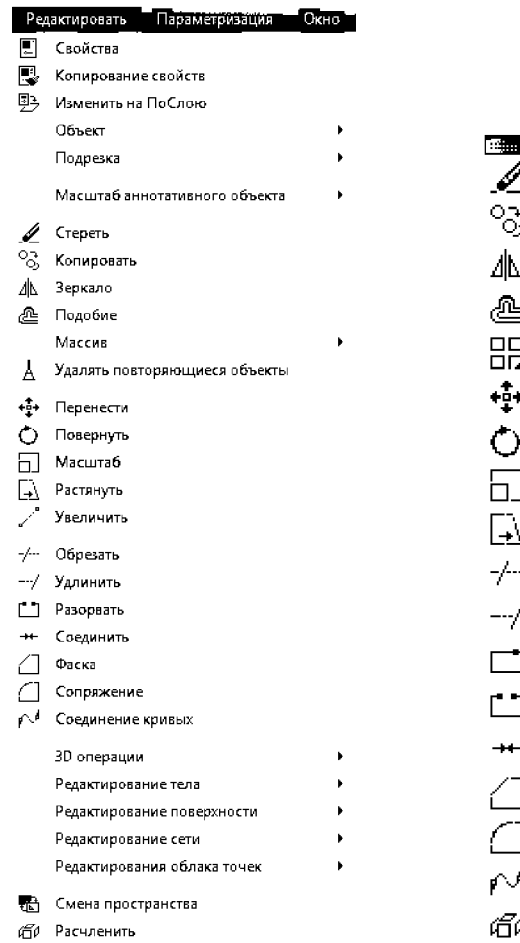 Редактировать Параметризация Окно
Свойства
Копирование свойств
Изменить на ПоСлою
Объект
Подрезка
Масштаб аннотативного объекта
Стереть
Копировать
Зеркало
Подобие
Массив
Удалять повторяющиеся объекты
Перенести
Повернуть
Масштаб
Растянуть
Увеличить
Обрезать
Удлинить
Разорвать
Соединить
Фаска
Сопряжение
Соединение кривых
3D операции
Редактирование тела
Редактирование поверхности
Редактирование сети
Редактирования облака точек
Смена пространства
Расчленить